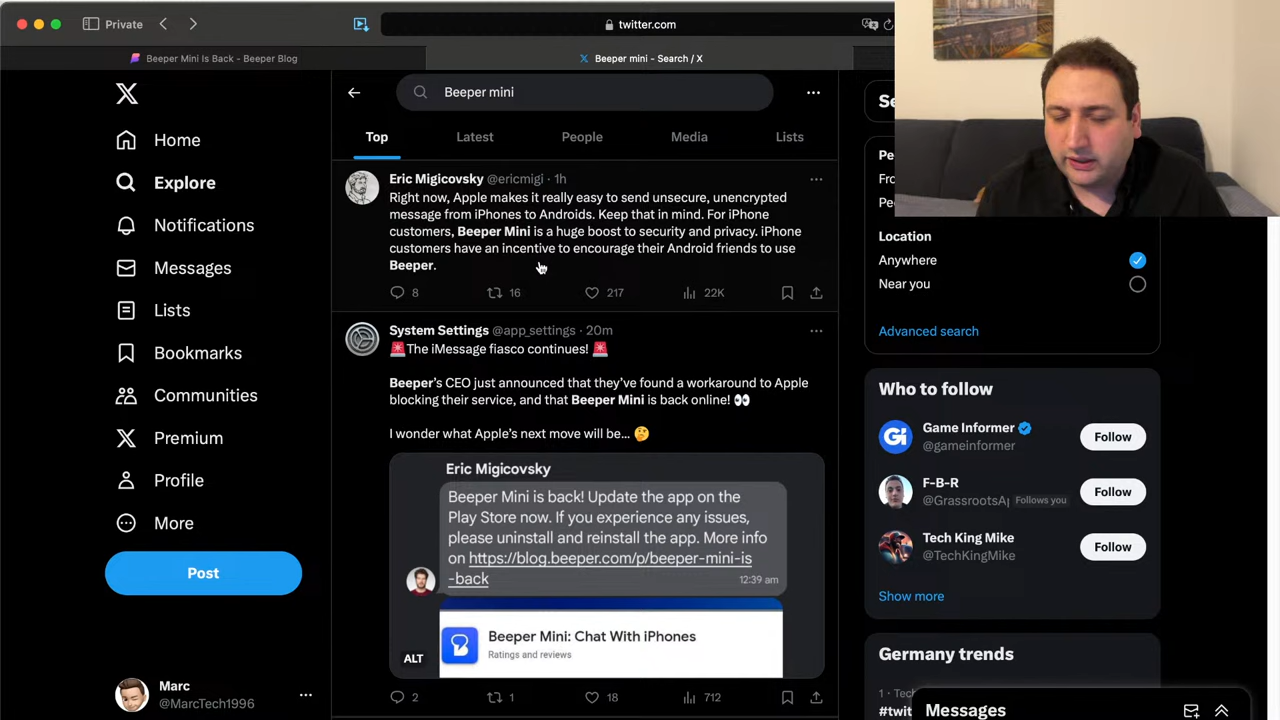 Private
twitter.com
Beeper Mini Is Back - Beeper Blog
Beeper mini - Search / X
Home
Explore
Notifications
Messages
Lists
Bookmarks
Communities
Premium
Profile
More
Post
Marc
@MarcTech1996
Beeper mini
Top
Latest
People
Media
Lists
Eric Migicovsky @ericmigi · 1h
Right now, Apple makes it really easy to send unsecure, unencrypted
message from iPhones to Androids. Keep that in mind. For iPhone
customers, Beeper Mini is a huge boost to security and privacy. iPhone
customers have an incentive to encourage their Android friends to use
Beeper.
8 16 217 22K
System Settings @app_settings · 20m
🚨The iMessage fiasco continues! 🚨
Beeper’s CEO just announced that they’ve found a workaround to Apple
blocking their service, and that Beeper Mini is back online! 👀
I wonder what Apple’s next move will be... 🤔
Eric Migicovsky
Beeper Mini is back! Update the app on the
Play Store now. If you experience any issues,
please uninstall and reinstall the app. More info
on https://blog.beeper.com/p/beeper-mini-is
-back
12:39 am
Beeper Mini: Chat With iPhones
Ratings and reviews
ALT
2 1 18 712
Location
Anywhere
Near you
Advanced search
Who to follow
Game Informer
@gameinformer
Follow
F-B-R
@GrassrootsA
Follows you
Follow
Tech King Mike
@TechKingMike
Follow
Show more
Germany trends
Messages